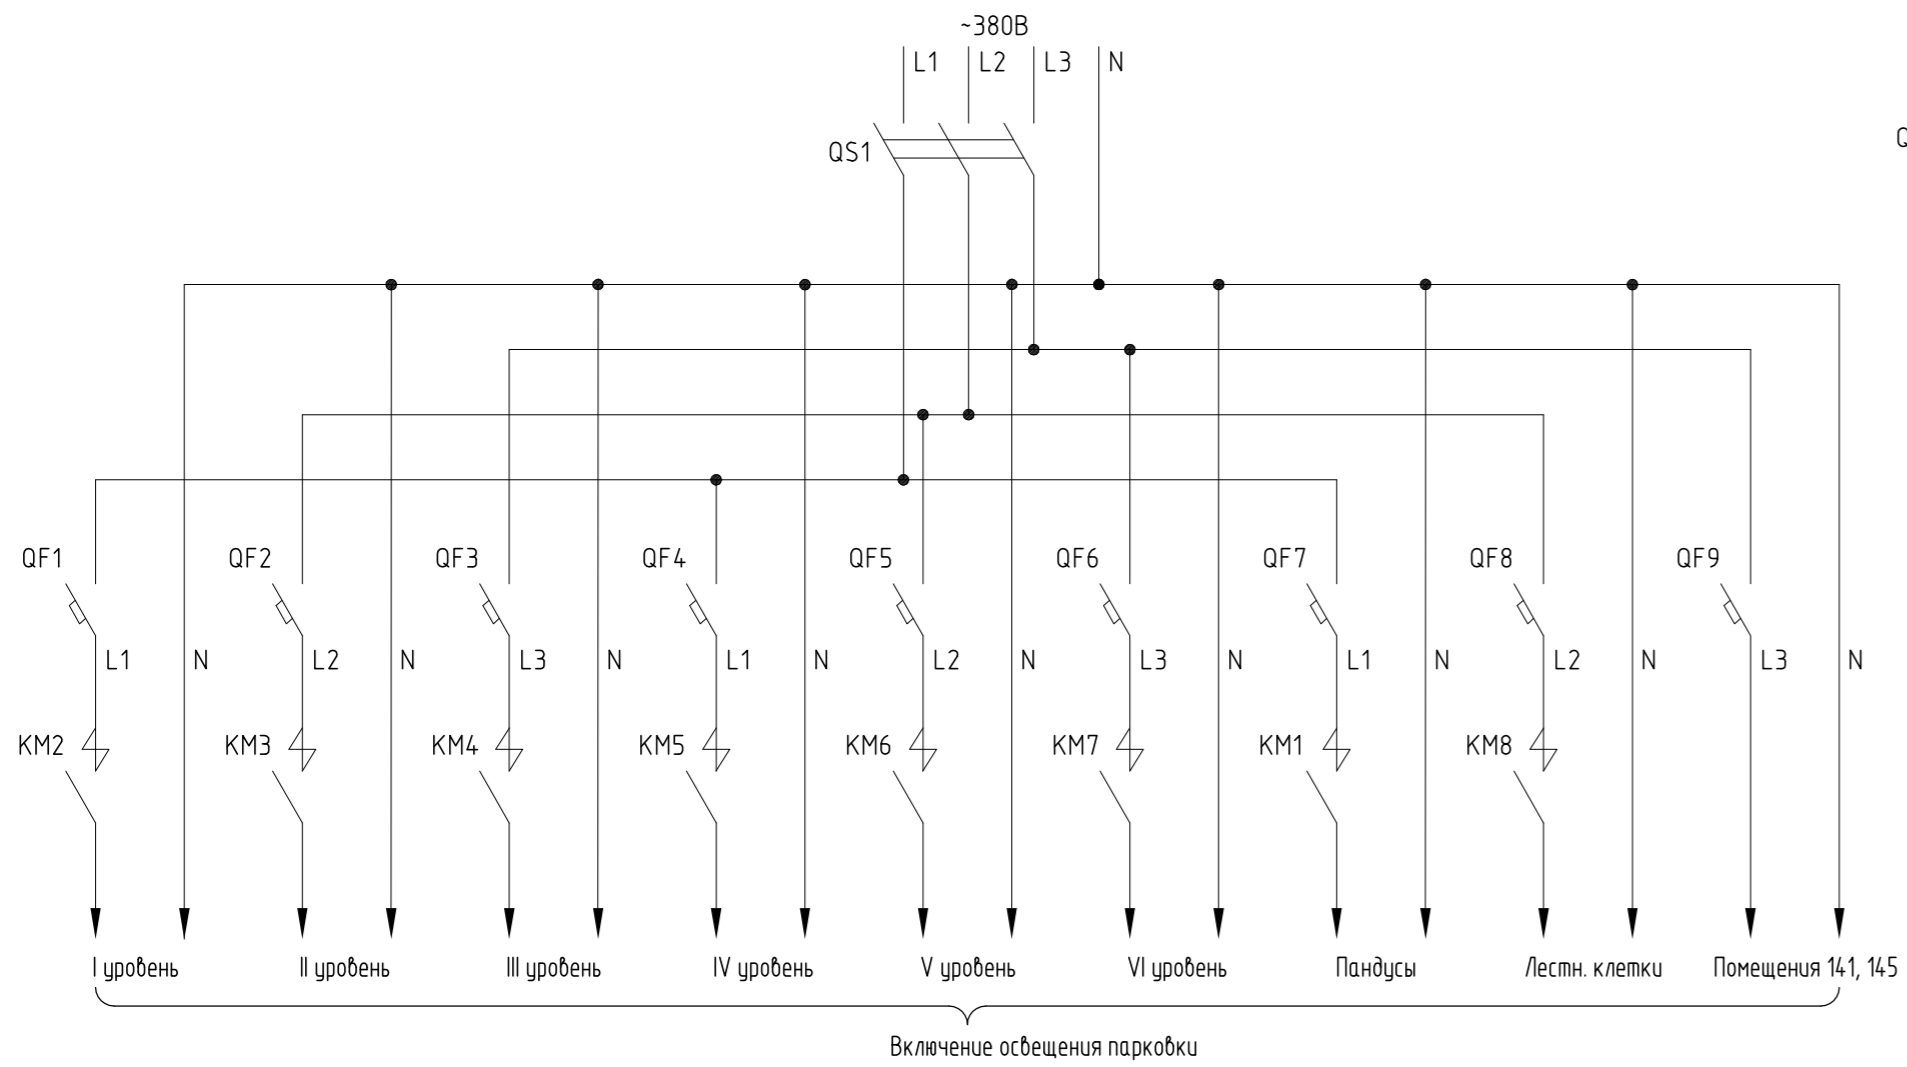 ~380В
L1 L2 L3 N
QS1
Q
QF1 QF2 QF3 QF4 QF5 QF6 QF7 QF8 QF9
L1 N L2 N L3 N L1 N L2 N L3 N L1 N L2 N L3 N
KM2 KM3 KM4 KM5 KM6 KM7 KM1 KM8
I уровень II уровень III уровень IV уровень V уровень VI уровень Пандусы Лестн. клетки Помещения 141, 145
Включение освещения парковки